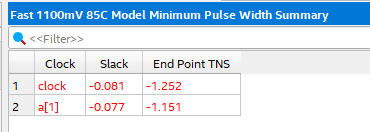 Fast 1100mV 85C Model Minimum Pulse Width Summary
<<Filter>>
Clock Slack End Point TNS
1 clock -0.081 -1.252
2 a[1] -0.077 -1.151